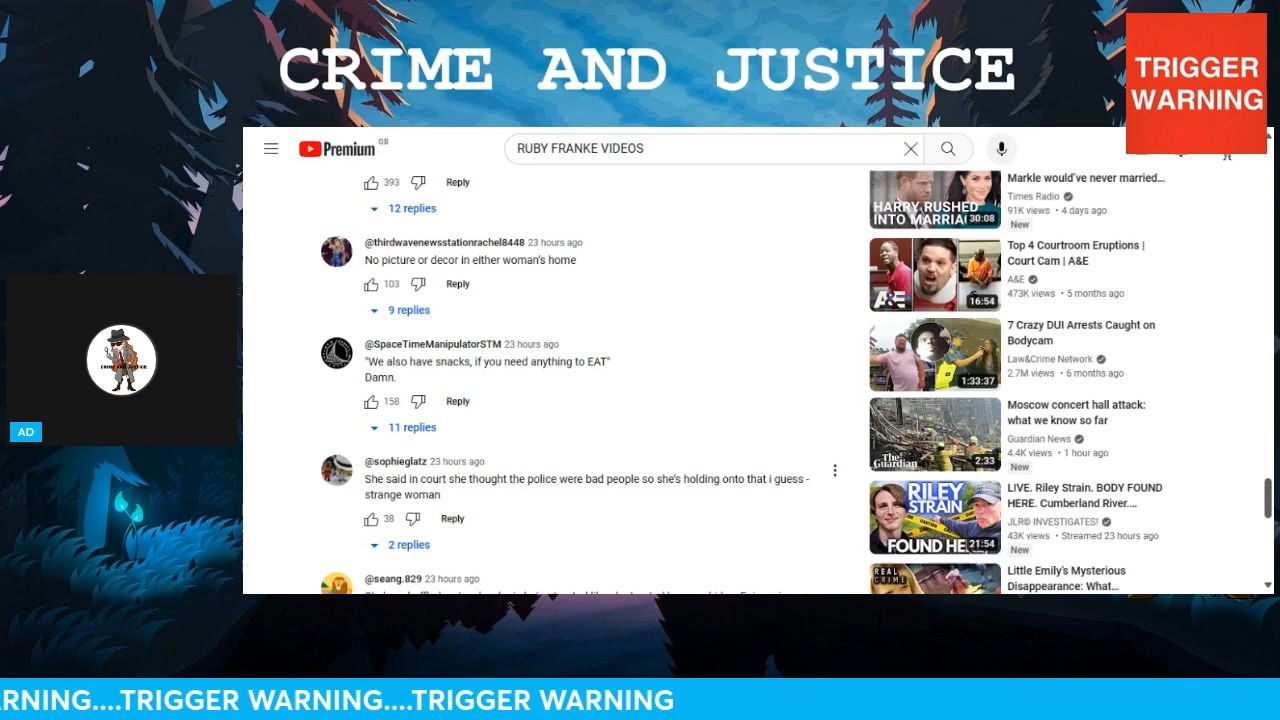 CRIME AND JUSTICE
TRIGGER
WARNING
Premium GB
RUBY FRANKE VIDEOS
393 Reply
12 replies
@thirdwavenewsstationrachel8448 23 hours ago
No picture or decor in either woman's home
103 Reply
9 replies
@SpaceTimeManipulatorSTM 23 hours ago
"We also have snacks, if you need anything to EAT"
Damn.
158 Reply
11 replies
@sophieglatz 23 hours ago
She said in court she thought the police were bad people so she's holding onto that i guess -
strange woman
38 Reply
2 replies
@seang.829 23 hours ago
HARRY RUSHED
INTO MARRIA
30:08
Markle would've never married...
Times Radio
91K views • 4 days ago
New
A&E
16:54
Top 4 Courtroom Eruptions |
Court Cam | A&E
A&E
473K views • 5 months ago
1:33:37
7 Crazy DUI Arrests Caught on
Bodycam
Law&Crime Network
2.7M views • 6 months ago
The
Guardian
2:33
Moscow concert hall attack:
what we know so far
Guardian News
4.4K views • 1 hour ago
New
RILEY
STRAIN
FOUND HE
21:54
LIVE. Riley Strain. BODY FOUND
HERE. Cumberland River....
JLR© INVESTIGATES!
43K views • Streamed 23 hours ago
New
REAL
CRIME
Little Emily's Mysterious
Disappearance: What...
CRIME AND JUSTICE
AD
RNING....TRIGGER WARNING....TRIGGER WARNING